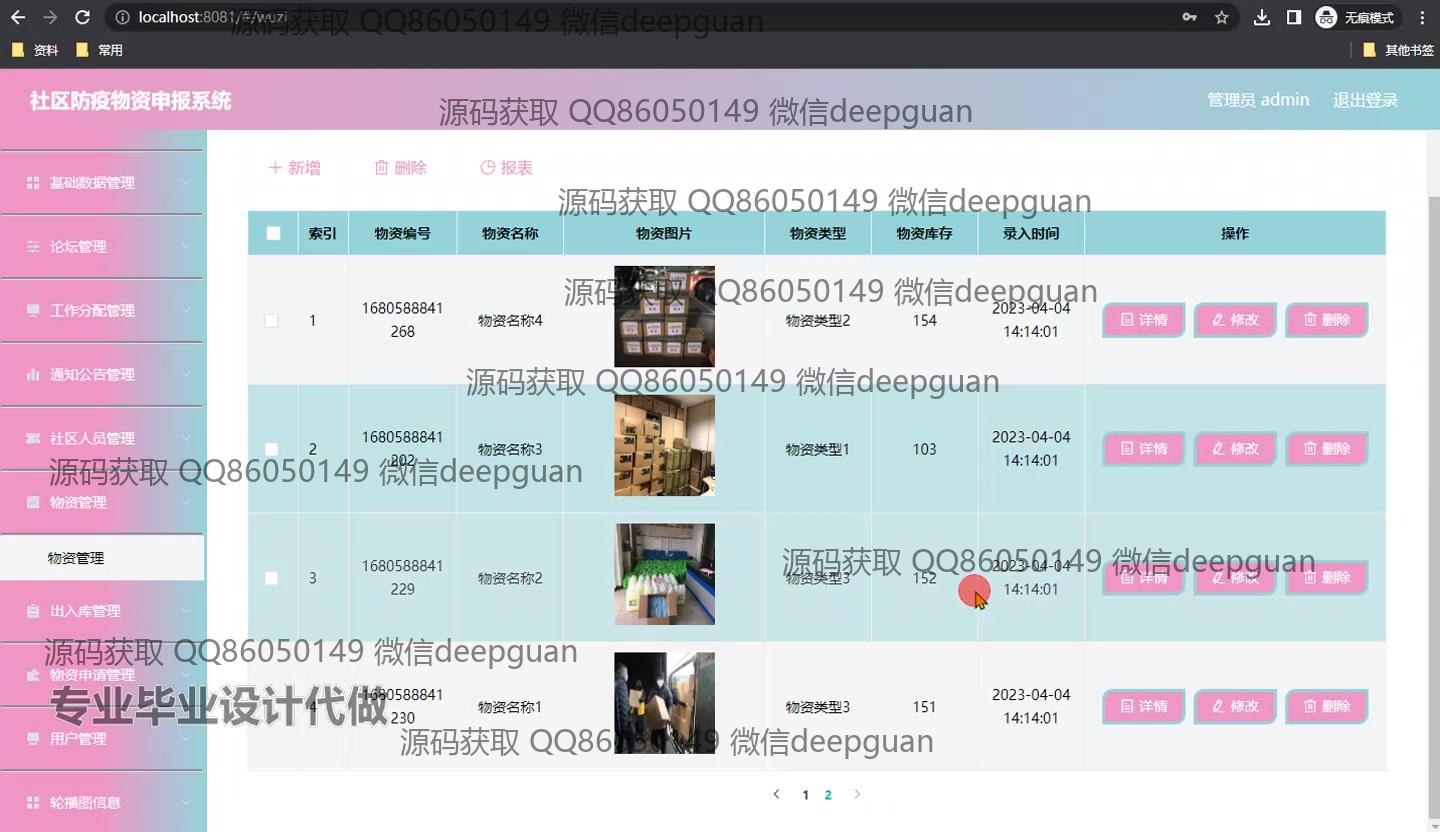 localhost:8081/#/wuzi
无痕模式
资料
常用
其他书签
源码获取 QQ86050149 微信deepguan
社区防疫物资申报系统
管理员 admin
退出登录
源码获取 QQ86050149 微信deepguan
新增
删除
报表
源码获取 QQ86050149 微信deepguan
基础数据管理
论坛管理
工作分配管理
通知公告管理
社区人员管理
物资管理
物资管理
出入库管理
物资申请管理
用户管理
轮播图信息
索引 物资编号 物资名称 物资图片 物资类型 物资库存 录入时间 操作
源码获取 QQ86050149 微信deepguan
1 1680588841 物资名称4 物资类型2 154 2023-04-04 详情 修改 删除
268 14:14:01
源码获取 QQ86050149 微信deepguan
2 1680588841 物资名称3 物资类型1 103 2023-04-04 详情 修改 删除
202 14:14:01
3M
源码获取 QQ86050149 微信deepguan
源码获取 QQ86050149 微信deepguan
3 1680588841 物资名称2 物资类型3 152 2023-04-04 详情 修改 删除
229 14:14:01
源码获取 QQ86050149 微信deepguan
专业毕业设计代做
4 1680588841 物资名称1 物资类型3 151 2023-04-04 详情 修改 删除
230 14:14:01
源码获取 QQ86050149 微信deepguan
1 2